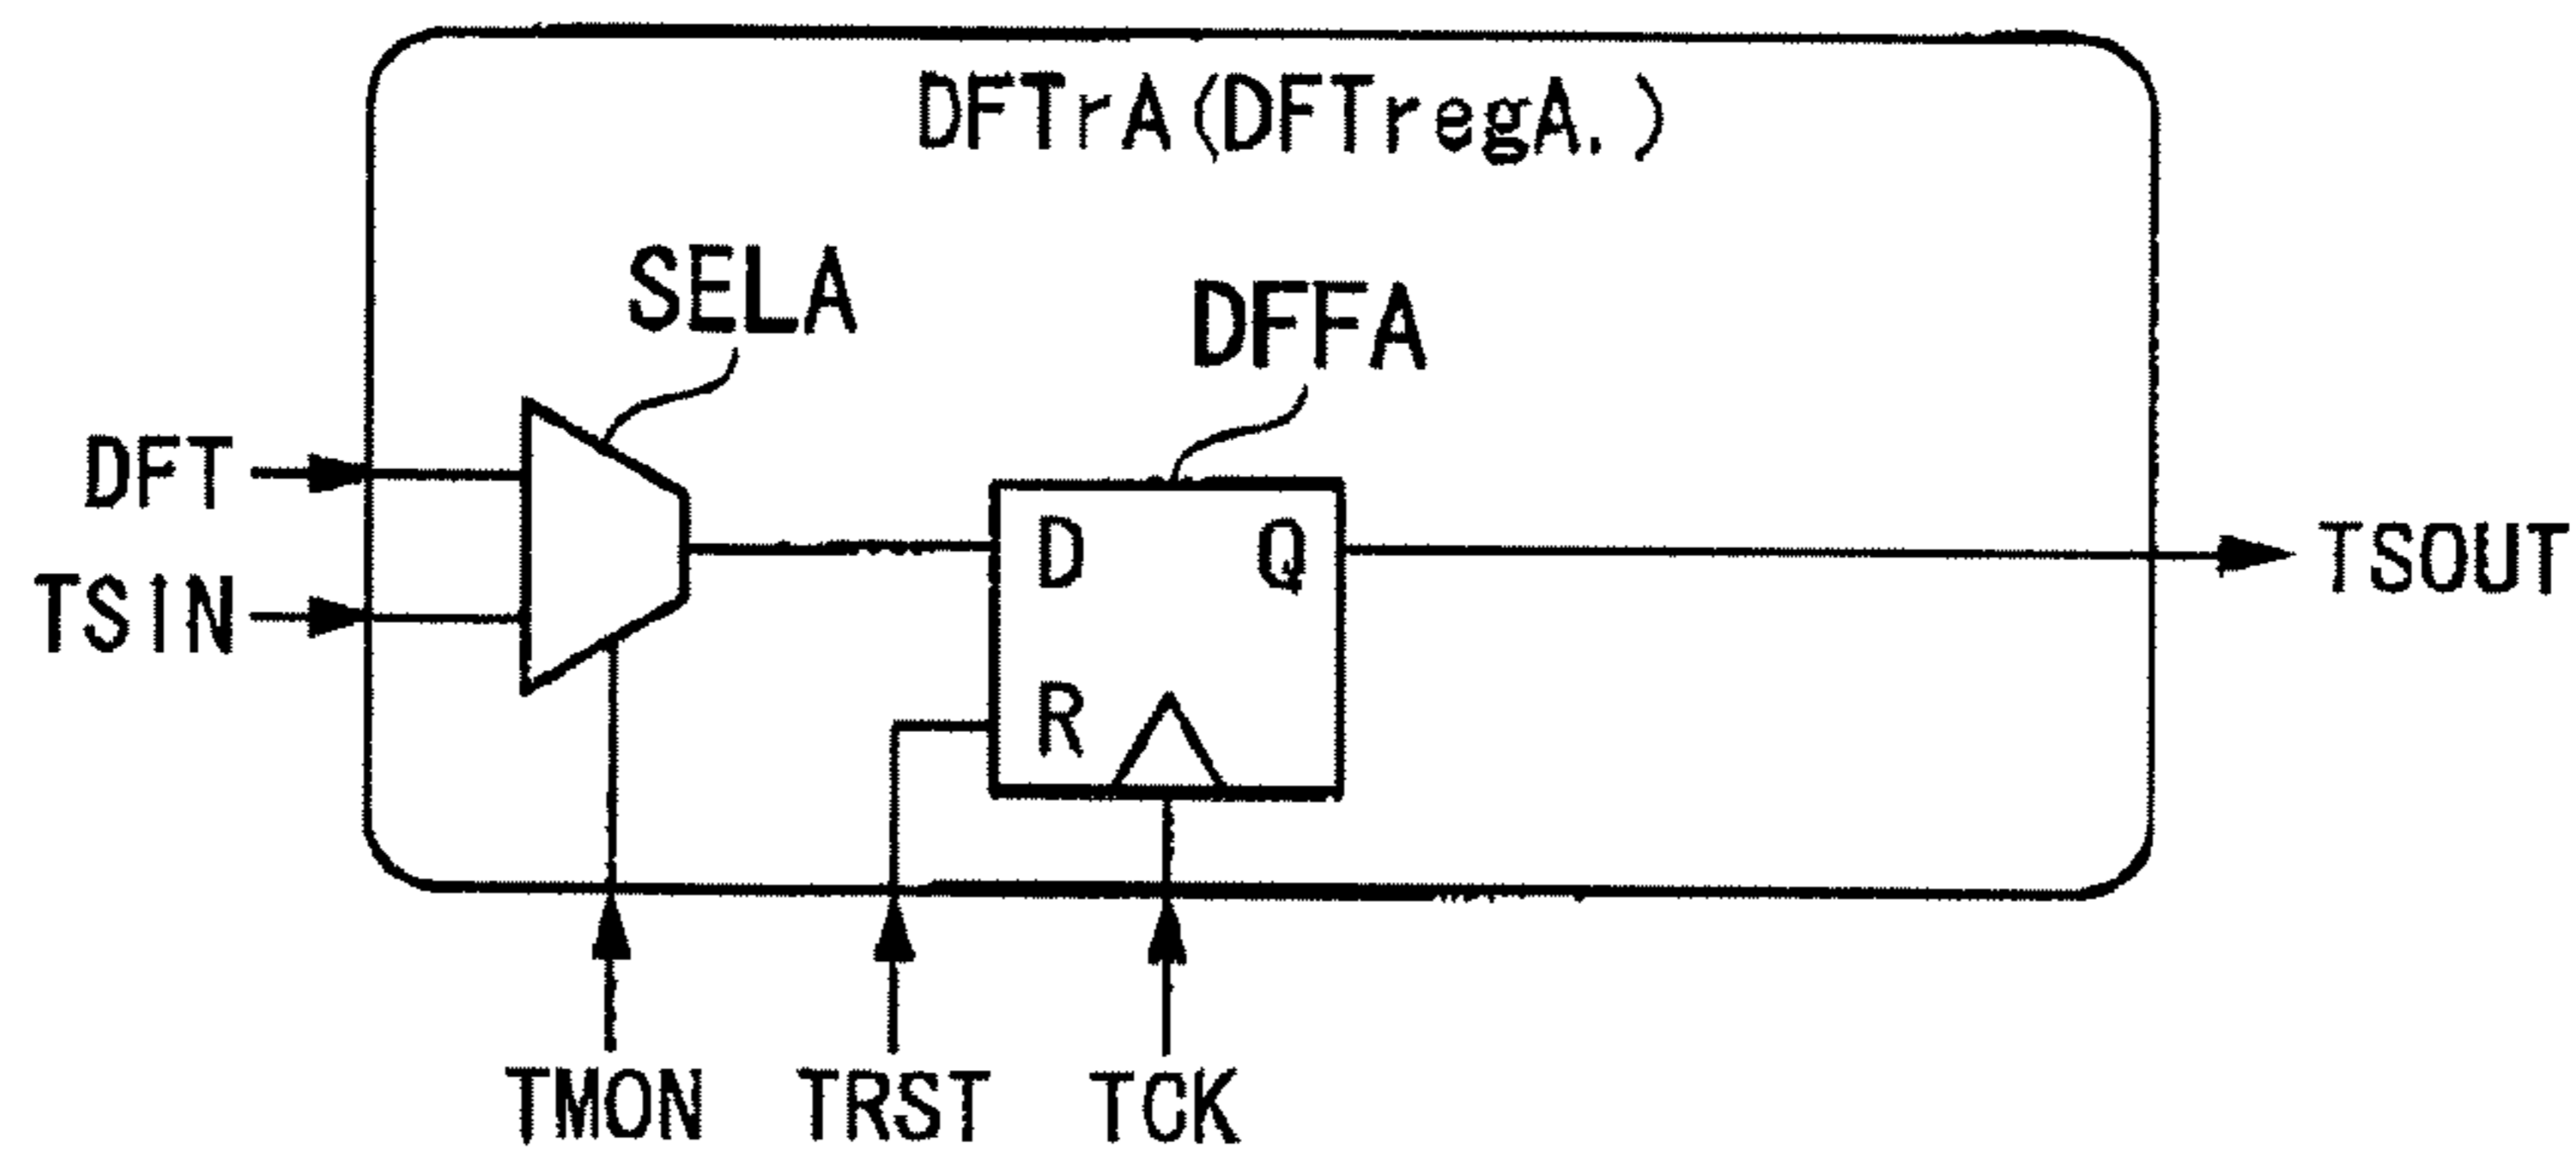 DFTrA(DFTregA.)
SELA
DFFA
DFT
TSIN
D Q
R
TSOUT
TMON TRST TCK